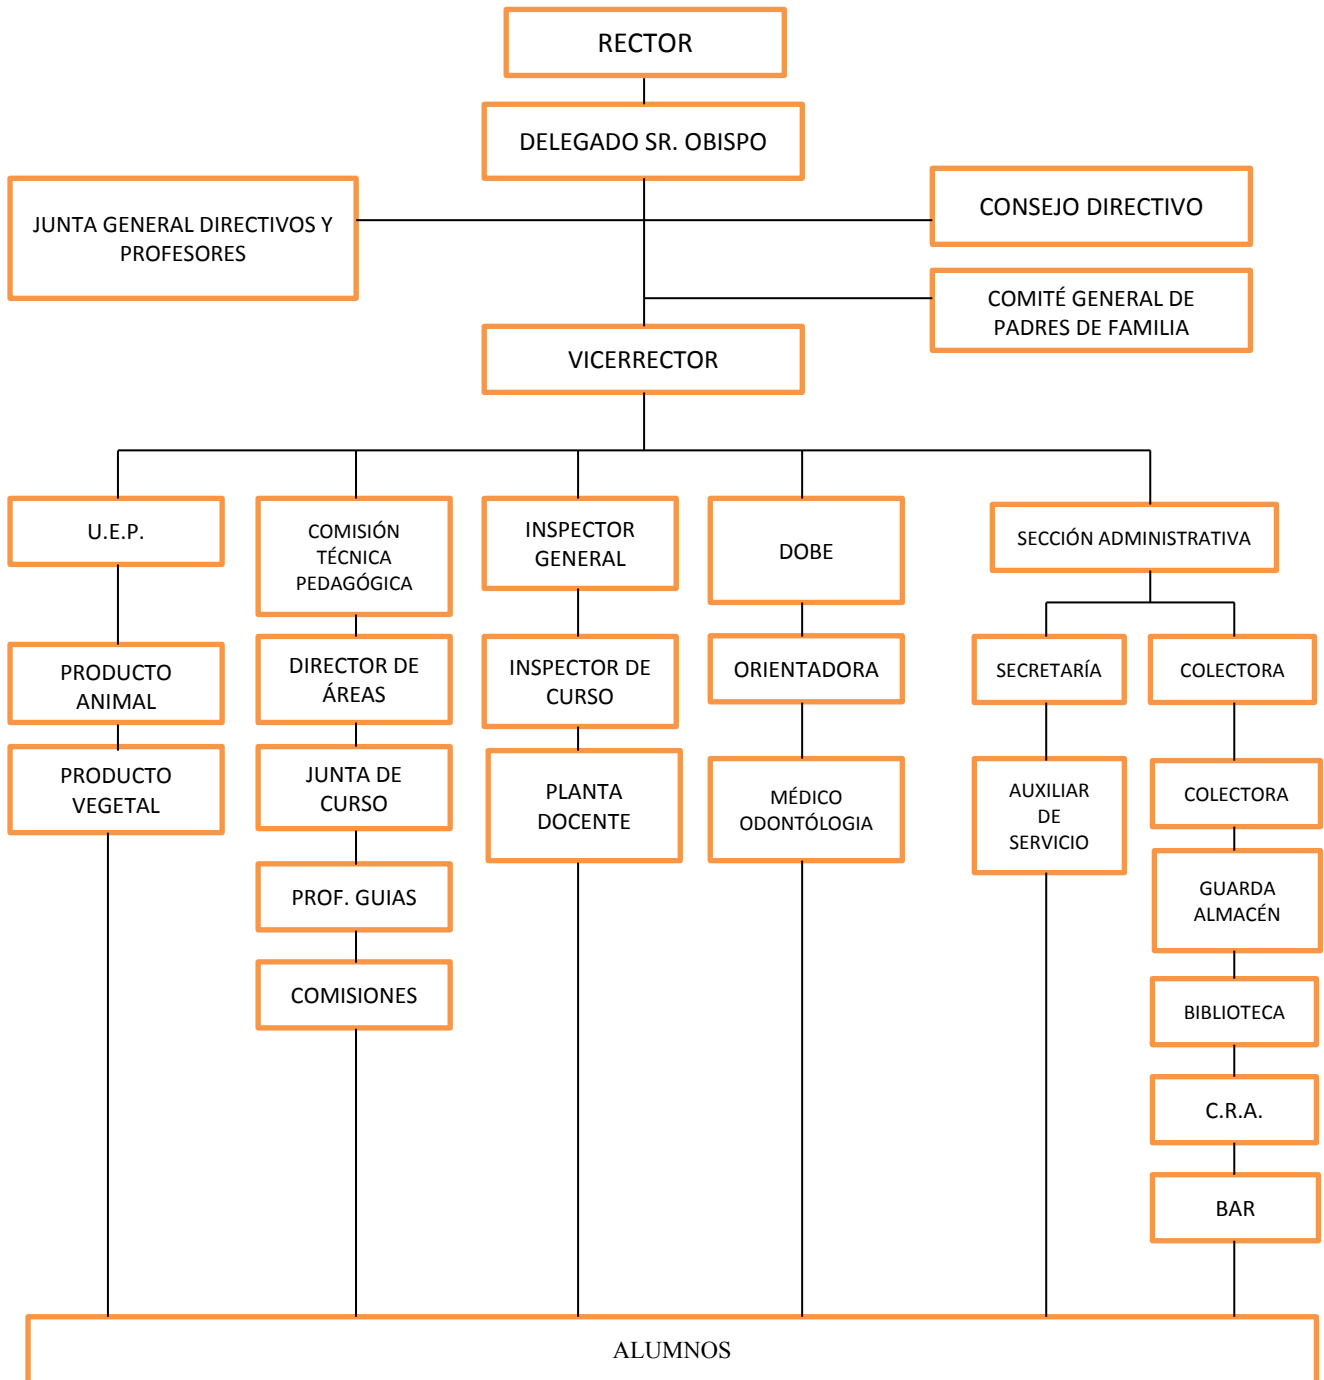 RECTOR
DELEGADO SR. OBISPO
JUNTA GENERAL DIRECTIVOS Y
PROFESORES
CONSEJO DIRECTIVO
COMITÉ GENERAL DE
PADRES DE FAMILIA
VICERRECTOR
U.E.P.
COMISIÓN
TÉCNICA
PEDAGÓGICA
INSPECTOR
GENERAL
DOBE
SECCIÓN ADMINISTRATIVA
PRODUCTO
ANIMAL
DIRECTOR DE
ÁREAS
INSPECTOR DE
CURSO
ORIENTADORA
SECRETARÍA
COLECTORA
PRODUCTO
VEGETAL
JUNTA DE
CURSO
PLANTA
DOCENTE
MÉDICO
ODONTÓLOGIA
AUXILIAR
DE
SERVICIO
COLECTORA
PROF. GUIAS
GUARDA
ALMACÉN
COMISIONES
BIBLIOTECA
C.R.A.
BAR
ALUMNOS